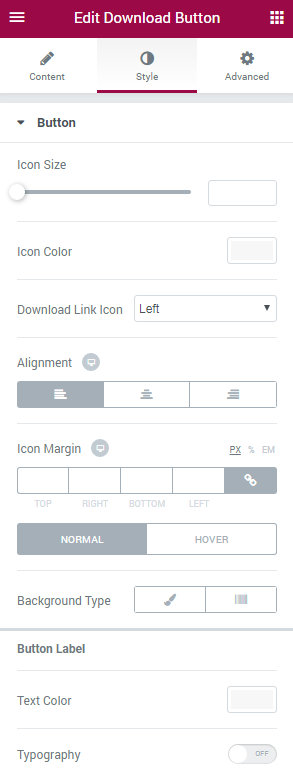 Edit Download Button
Content Style Advanced
Button
Icon Size
Icon Color
Download Link Icon Left
Alignment
Icon Margin PX % EM
TOP RIGHT BOTTOM LEFT
NORMAL HOVER
Background Type
Button Label
Text Color
Typography OFF